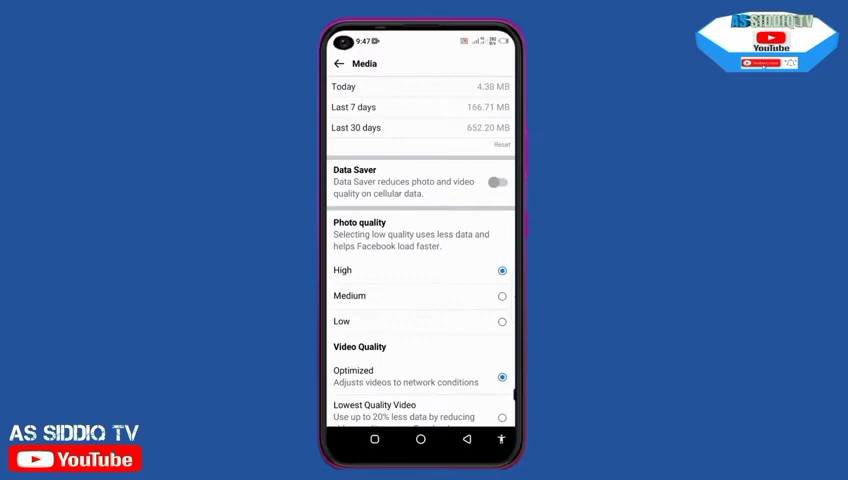 AS SIDDIQ TV
YouTube
9:47
Media
Today 4.38 MB
Last 7 days 166.71 MB
Last 30 days 652.20 MB
Reset
Data Saver
Data Saver reduces photo and video
quality on cellular data.
Photo quality
Selecting low quality uses less data and
helps Facebook load faster.
High
Medium
Low
Video Quality
Optimized
Adjusts videos to network conditions
Lowest Quality Video
Use up to 20% less data by reducing
AS SIDDIQ TV
YouTube